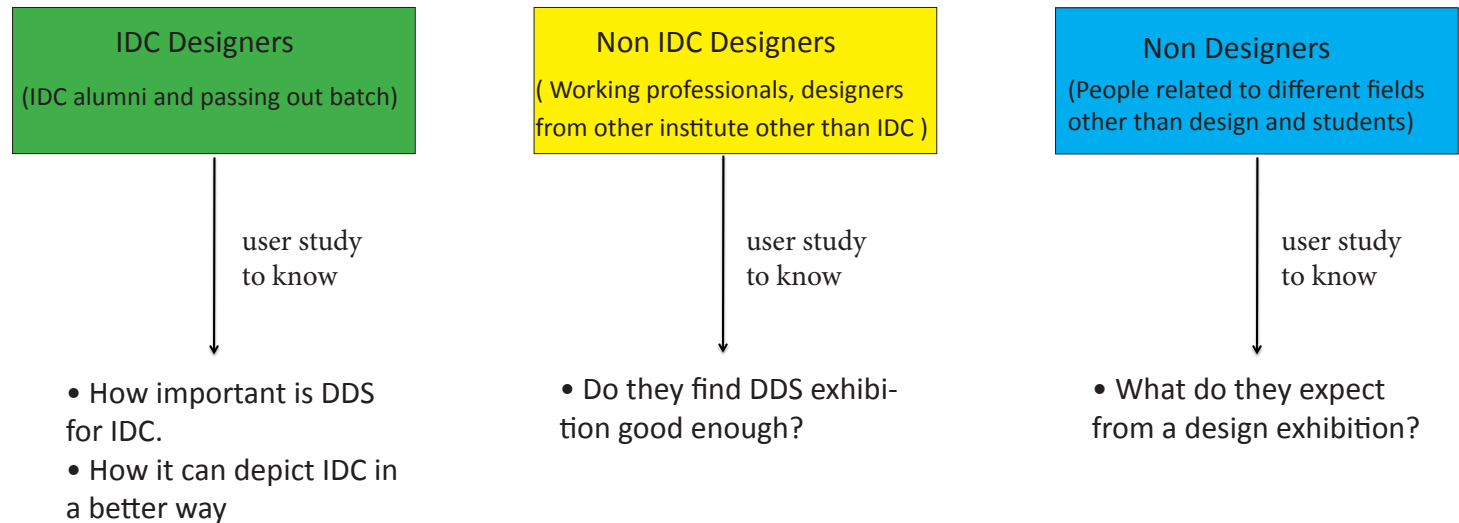 IDC Designers
(IDC alumni and passing out batch)
user study
to know
• How important is DDS
for IDC.
• How it can depict IDC in
a better way
Non IDC Designers
( Working professionals, designers
from other institute other than IDC )
user study
to know
• Do they find DDS exhibi-
tion good enough?
Non Designers
(People related to different fields
other than design and students)
user study
to know
• What do they expect
from a design exhibition?